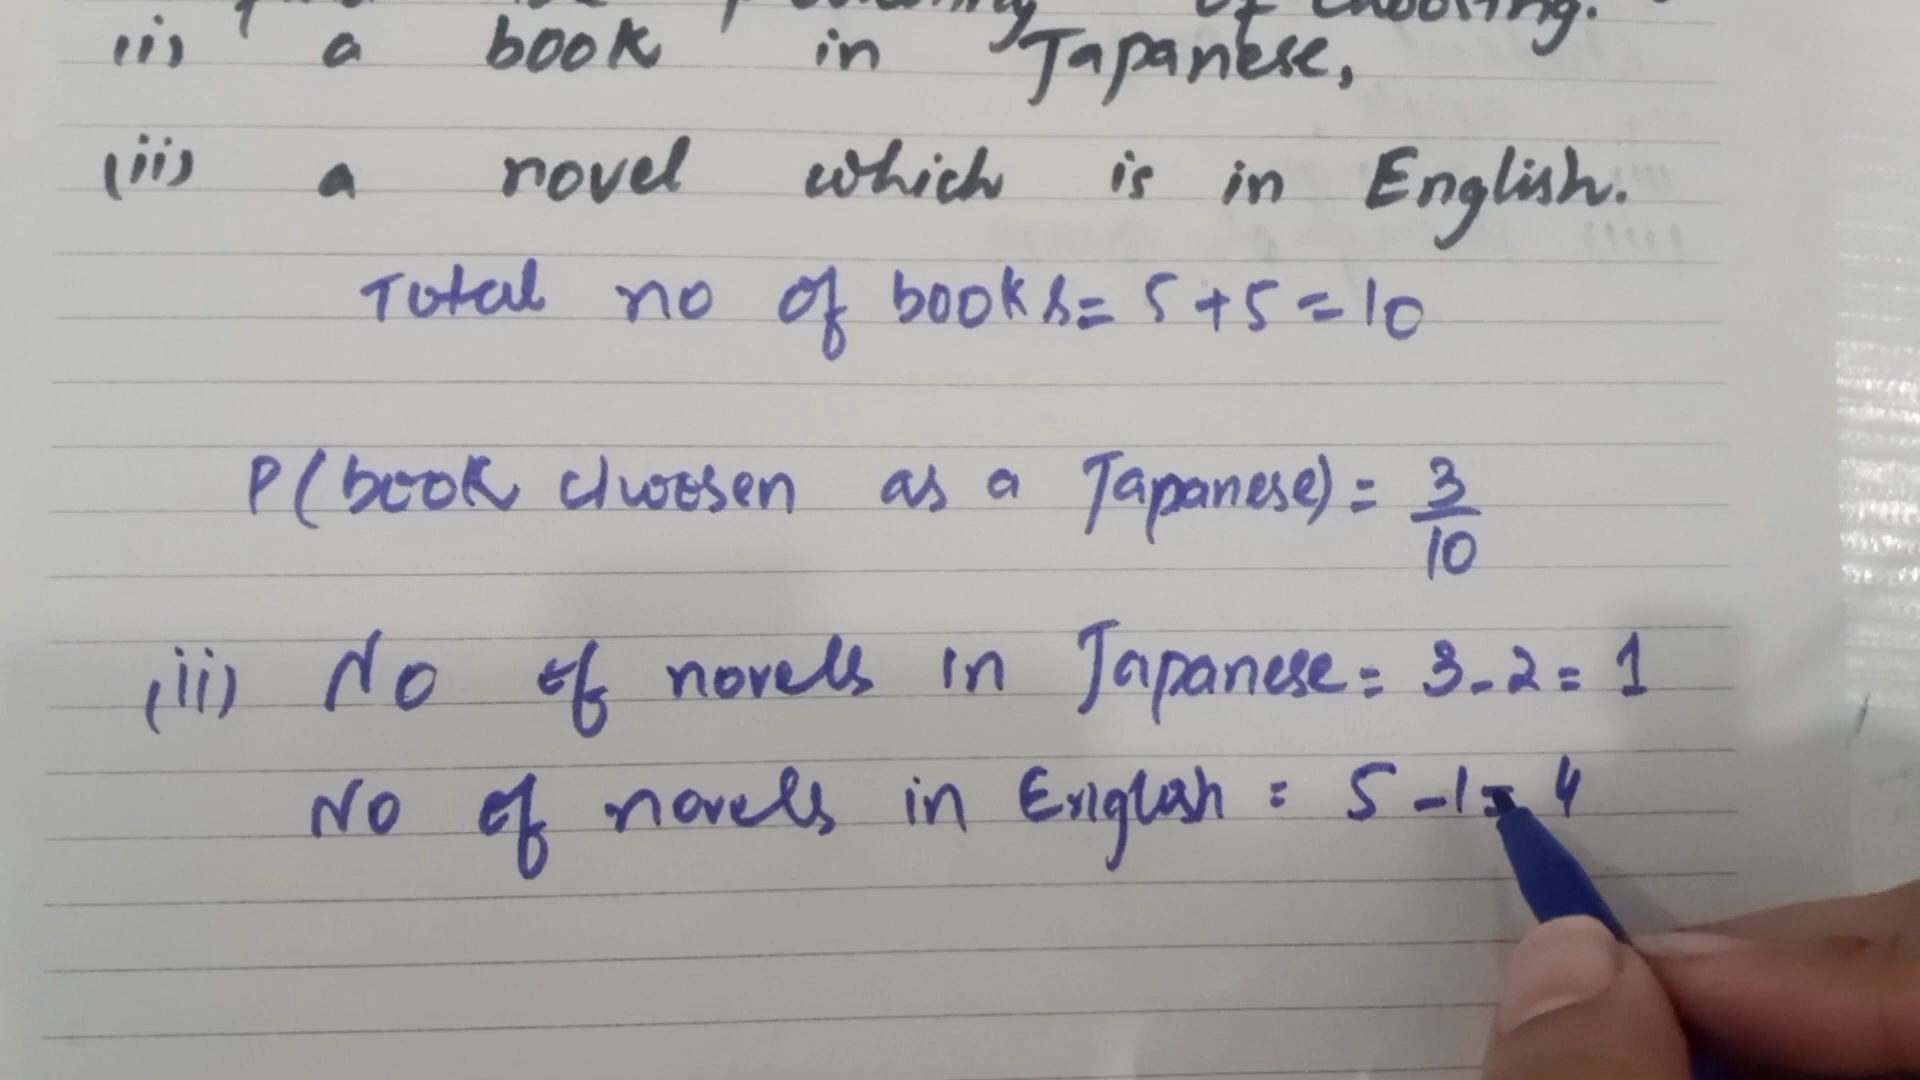 of choosing.
(i) a book in Japanese,
(ii) a novel which is in English.
Total no of books = 5 + 5 = 10
P(book choosen as a Japanese) = 3/10
(ii) No of novels in Japanese = 3 - 2 = 1
No of novels in English = 5 - 1 = 4